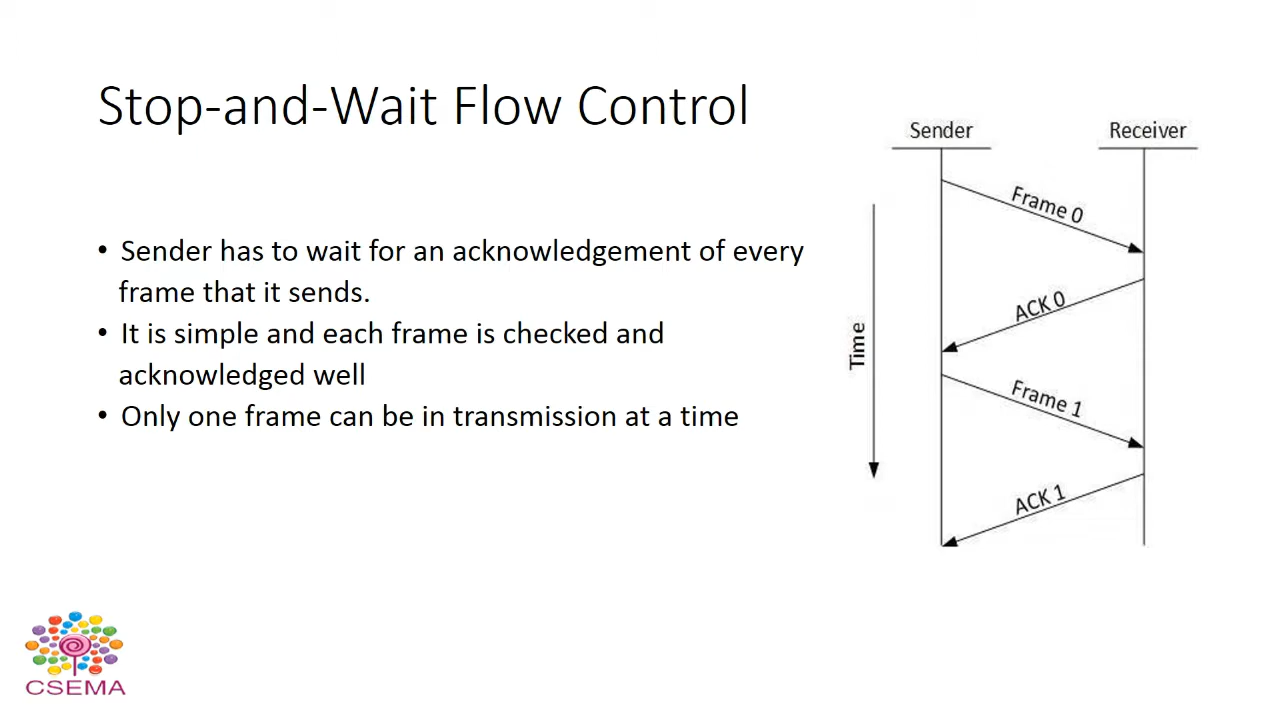 Stop-and-Wait Flow Control
• Sender has to wait for an acknowledgement of every
frame that it sends.
• It is simple and each frame is checked and
acknowledged well
• Only one frame can be in transmission at a time
Sender
Receiver
Frame 0
ACK 0
Time
Frame 1
ACK 1
CSEMA